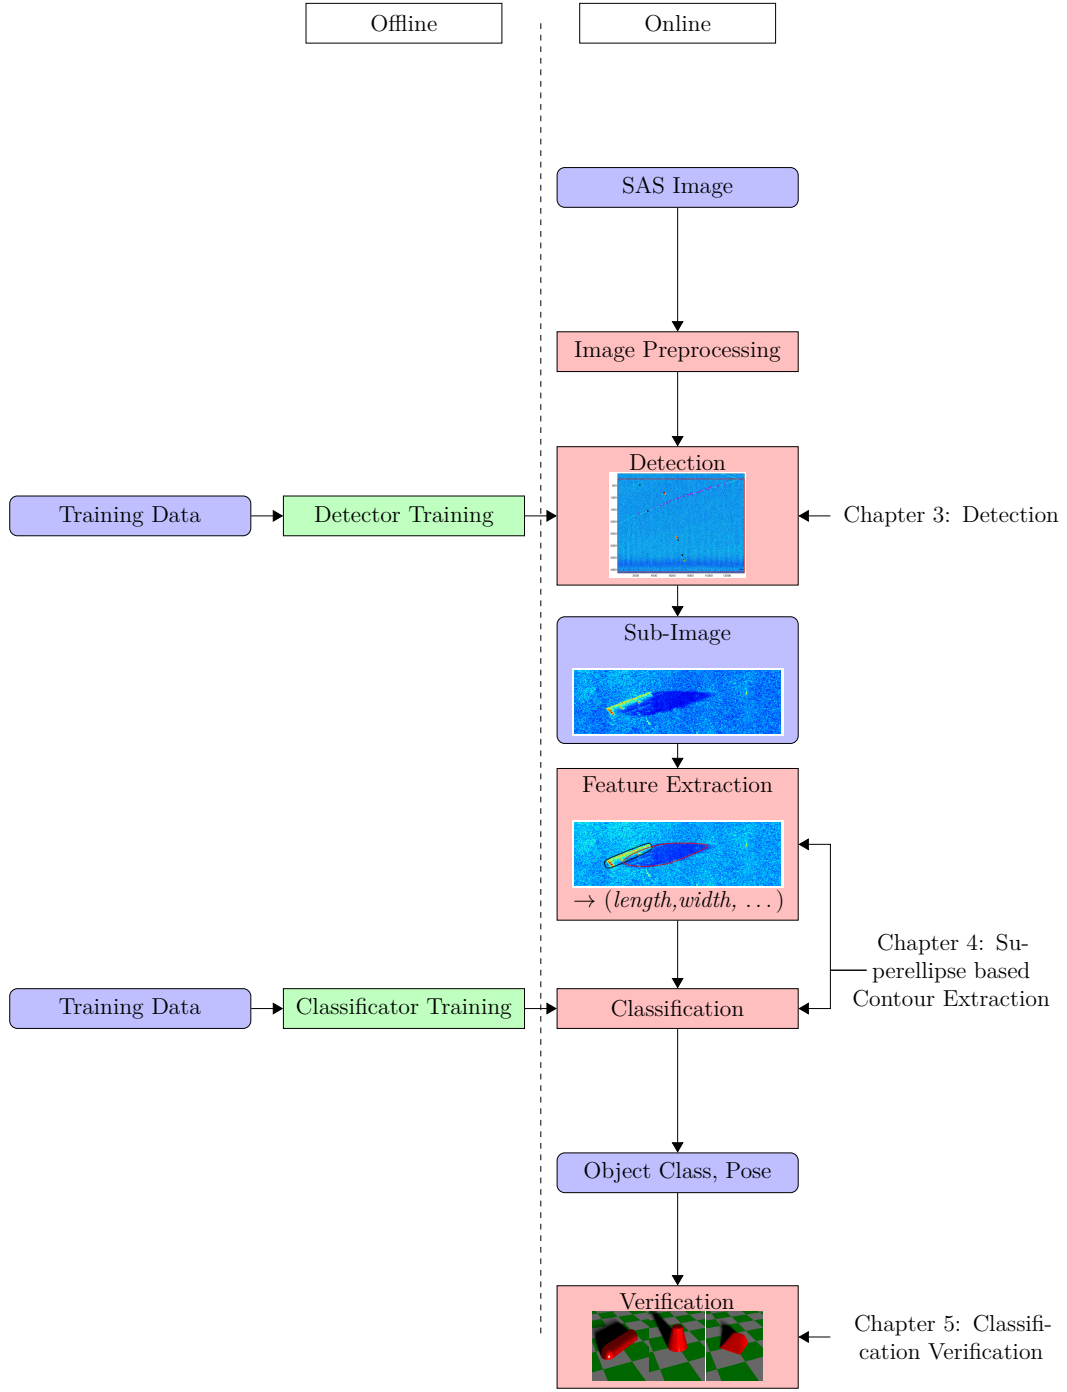 Offline
Online
SAS Image
Image Preprocessing
Detection
Training Data
Detector Training
Chapter 3: Detection
Sub-Image
Feature Extraction
→ (length,width, ...)
Chapter 4: Su-
perellipse based
Contour Extraction
Training Data
Classificator Training
Classification
Object Class, Pose
Verification
Chapter 5: Classifi-
cation Verification